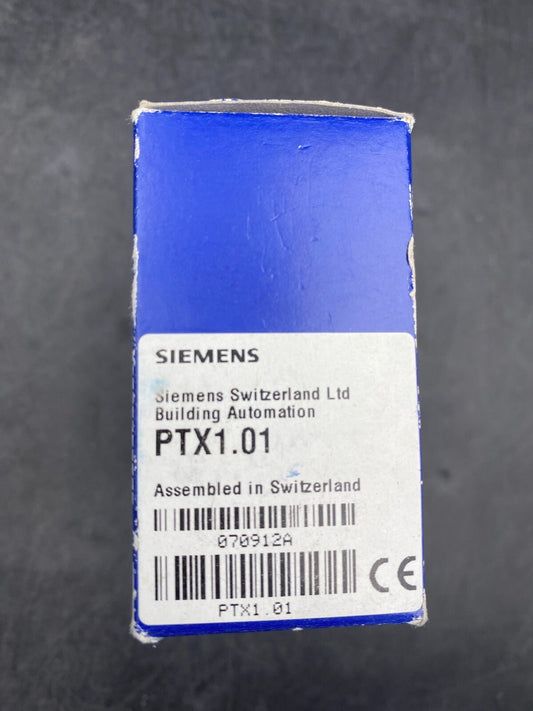 SIEMENS
Siemens Switzerland Ltd
Building Automation
PTX1.01
Assembled in Switzerland
070912A
CE
PTX1.01